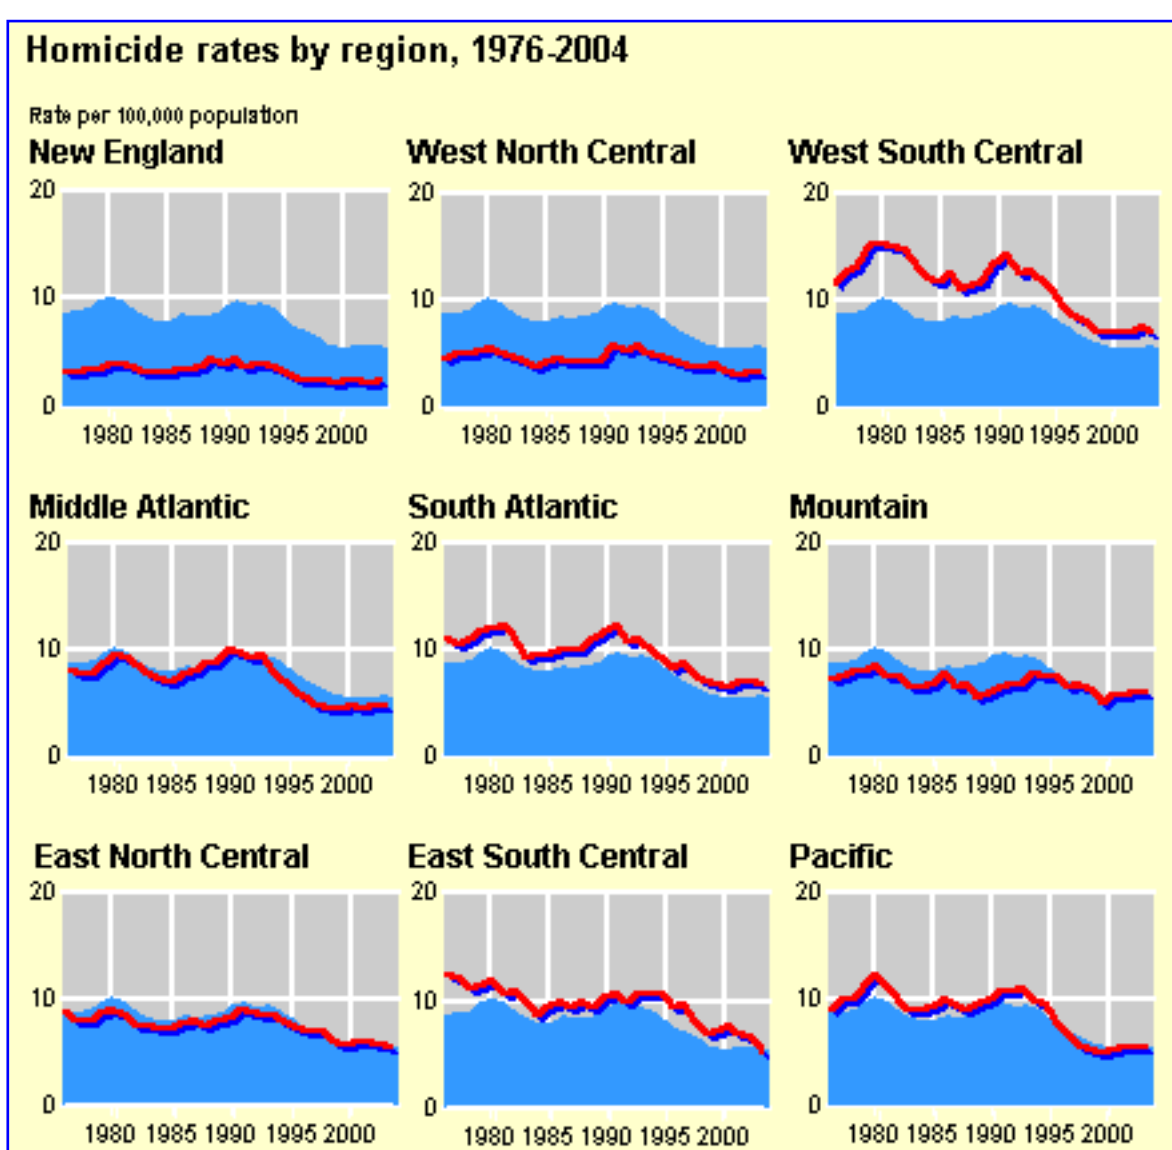 Homicide rates by region, 1976-2004
Rate per 100,000 population
New England
20
10
0
1980 1985 1990 1995 2000
West North Central
20
10
0
1980 1985 1990 1995 2000
West South Central
20
10
0
1980 1985 1990 1995 2000
Middle Atlantic
20
10
0
1980 1985 1990 1995 2000
South Atlantic
20
10
0
1980 1985 1990 1995 2000
Mountain
20
10
0
1980 1985 1990 1995 2000
East North Central
20
10
0
1980 1985 1990 1995 2000
East South Central
20
10
0
1980 1985 1990 1995 2000
Pacific
20
10
0
1980 1985 1990 1995 2000